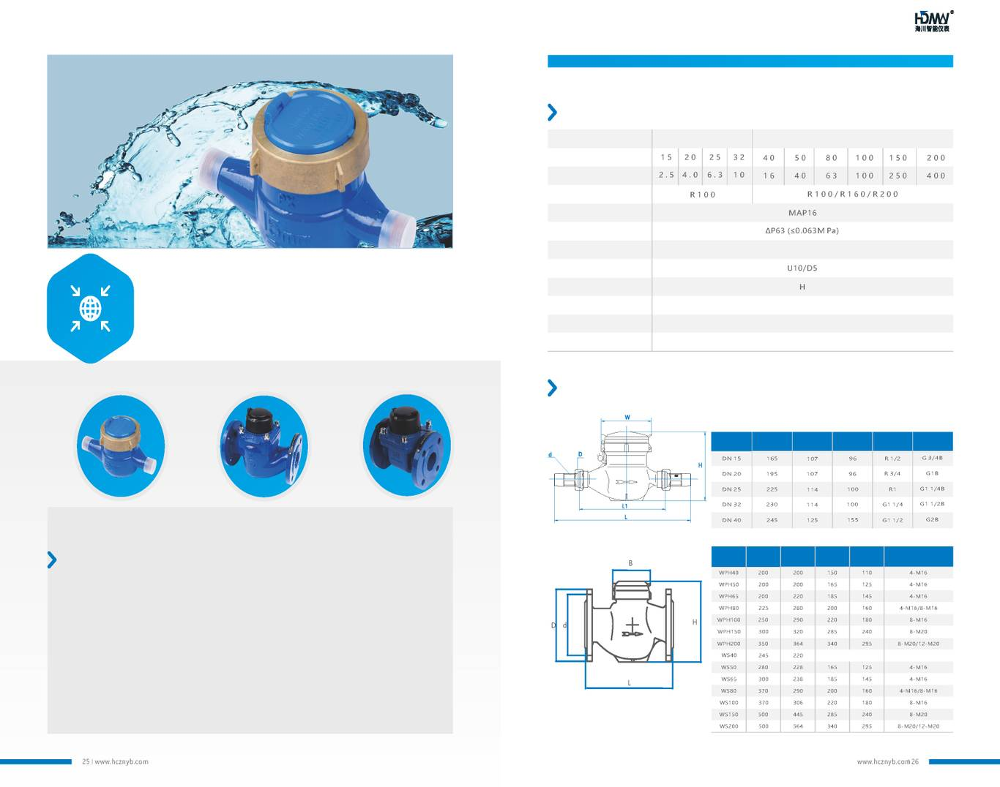 HDMW®
海川智能仪表
15 20 25 32 40 50 80 100 150 200
2.5 4.0 6.3 10 16 40 63 100 250 400
R100 R100/R160/R200
MAP16
ΔP63 (≤0.063MPa)
U10/D5
H
W
d D H
L1
L
DN 15 165 107 96 R 1/2 G 3/4B
DN 20 195 107 96 R 3/4 G1B
DN 25 225 114 100 R1 G1 1/4B
DN 32 230 114 100 G1 1/4 G1 1/2B
DN 40 245 125 155 G1 1/2 G2B
B
D d H
L
WPH40 200 200 150 110 4-M16
WPH50 200 200 165 125 4-M16
WPH65 200 220 185 145 4-M16
WPH80 225 280 200 160 4-M16/8-M16
WPH100 250 290 220 180 8-M16
WPH150 300 320 285 240 8-M20
WPH200 350 364 340 295 8-M20/12-M20
WS40 245 220
WS50 280 228 165 125 4-M16
WS65 300 238 185 145 4-M16
WS80 370 290 200 160 4-M16/8-M16
WS100 370 306 220 180 8-M16
WS150 500 445 285 240 8-M20
WS200 500 564 340 295 8-M20/12-M20
25 | www.hcznyb.com
www.hcznyb.com 26